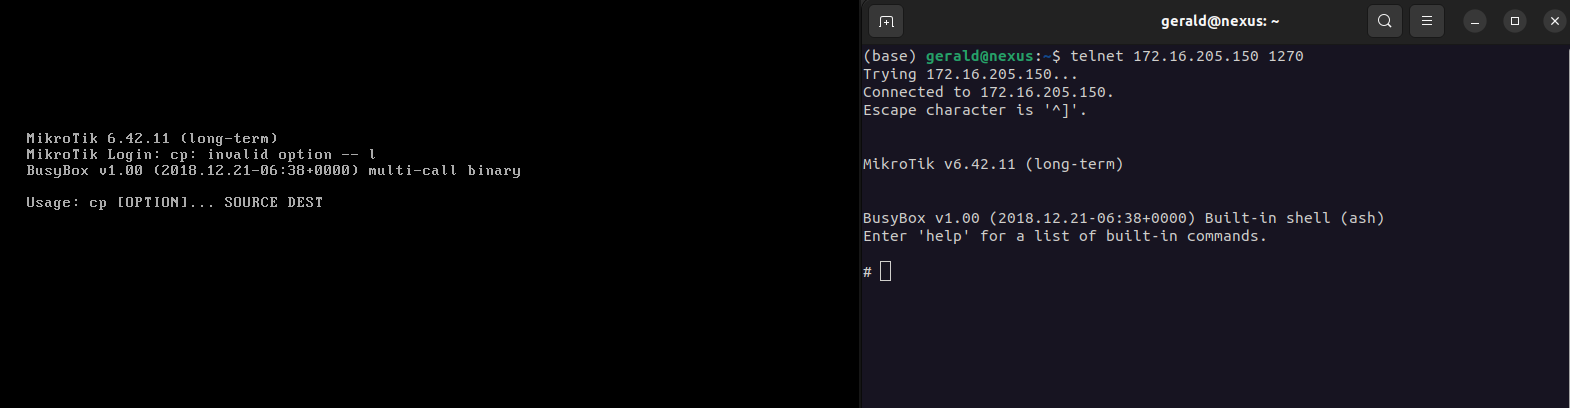 MikroTik 6.42.11 (long-term)
MikroTik Login: cp: invalid option -- l
BusyBox v1.00 (2018.12.21-06:38+0000) multi-call binary
Usage: cp [OPTION]... SOURCE DEST
gerald@nexus: ~
(base) gerald@nexus:~$ telnet 172.16.205.150 1270
Trying 172.16.205.150...
Connected to 172.16.205.150.
Escape character is '^]'.
MikroTik v6.42.11 (long-term)
BusyBox v1.00 (2018.12.21-06:38+0000) Built-in shell (ash)
Enter 'help' for a list of built-in commands.
#